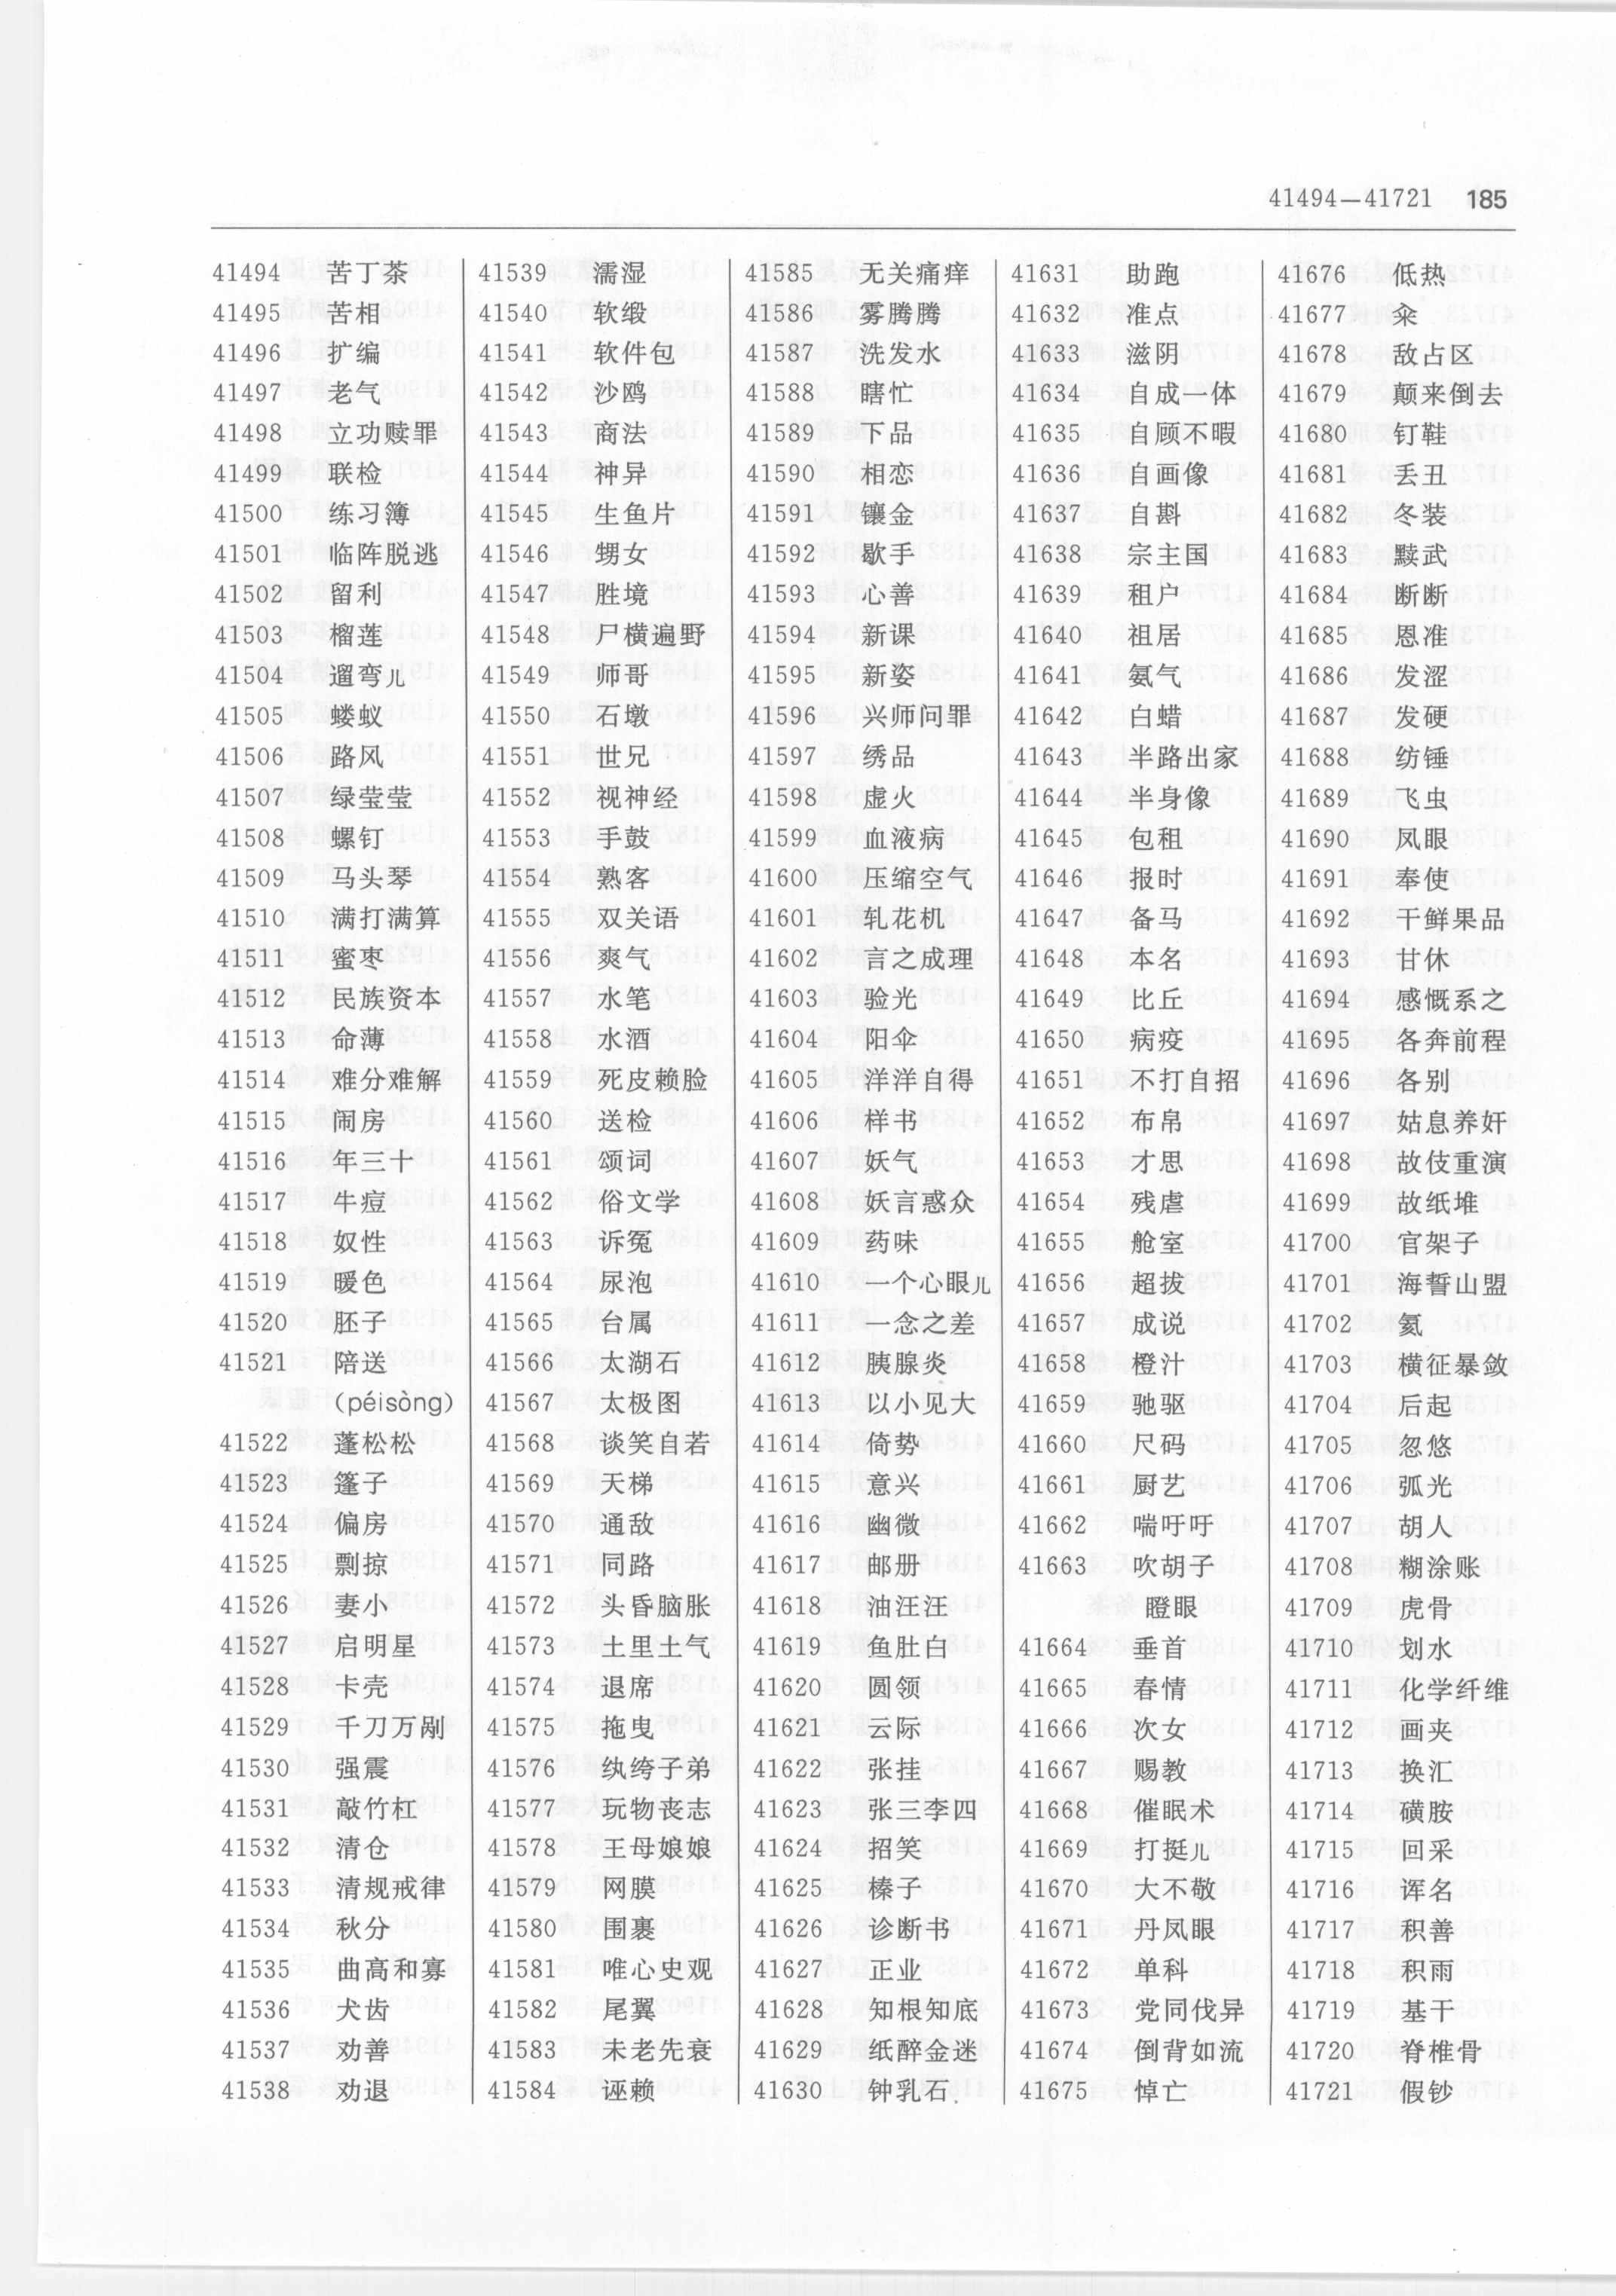 41494—41721 185
41494 苦丁茶
41495 苦相
41496 扩编
41497 老气
41498 立功赎罪
41499 联检
41500 练习簿
41501 临阵脱逃
41502 留利
41503 榴莲
41504 遛弯儿
41505 蝼蚁
41506 路风
41507 绿莹莹
41508 螺钉
41509 马头琴
41510 满打满算
41511 蜜枣
41512 民族资本
41513 命薄
41514 难分难解
41515 闹房
41516 年三十
41517 牛痘
41518 奴性
41519 暖色
41520 胚子
41521 陪送
(péisòng)
41522 蓬松松
41523 篷子
41524 偏房
41525 剽掠
41526 妻小
41527 启明星
41528 卡壳
41529 千刀万剐
41530 强震
41531 敲竹杠
41532 清仓
41533 清规戒律
41534 秋分
41535 曲高和寡
41536 犬齿
41537 劝善
41538 劝退
41539 濡湿
41540 软缎
41541 软件包
41542 沙鸥
41543 商法
41544 神异
41545 生鱼片
41546 甥女
41547 胜境
41548 尸横遍野
41549 师哥
41550 石墩
41551 世兄
41552 视神经
41553 手鼓
41554 熟客
41555 双关语
41556 爽气
41557 水笔
41558 水酒
41559 死皮赖脸
41560 送检
41561 颂词
41562 俗文学
41563 诉冤
41564 尿泡
41565 台属
41566 太湖石
41567 太极图
41568 谈笑自若
41569 天梯
41570 通敌
41571 同路
41572 头昏脑胀
41573 土里土气
41574 退席
41575 拖曳
41576 纨绔子弟
41577 玩物丧志
41578 王母娘娘
41579 网膜
41580 围裹
41581 唯心史观
41582 尾翼
41583 未老先衰
41584 诬赖
41585 无关痛痒
41586 雾腾腾
41587 洗发水
41588 瞎忙
41589 下品
41590 相恋
41591 镶金
41592 歇手
41593 心善
41594 新课
41595 新姿
41596 兴师问罪
41597 绣品
41598 虚火
41599 血液病
41600 压缩空气
41601 轧花机
41602 言之成理
41603 验光
41604 阳伞
41605 洋洋自得
41606 样书
41607 妖气
41608 妖言惑众
41609 药味
41610 一个心眼儿
41611 一念之差
41612 胰腺炎
41613 以小见大
41614 倚势
41615 意兴
41616 幽微
41617 邮册
41618 油汪汪
41619 鱼肚白
41620 圆领
41621 云际
41622 张挂
41623 张三李四
41624 招笑
41625 榛子
41626 诊断书
41627 正业
41628 知根知底
41629 纸醉金迷
41630 钟乳石
41631 助跑
41632 准点
41633 滋阴
41634 自成一体
41635 自顾不暇
41636 自画像
41637 自斟
41638 宗主国
41639 租户
41640 祖居
41641 氨气
41642 白蜡
41643 半路出家
41644 半身像
41645 包租
41646 报时
41647 备马
41648 本名
41649 比丘
41650 病疫
41651 不打自招
41652 布帛
41653 才思
41654 残虐
41655 舱室
41656 超拔
41657 成说
41658 橙汁
41659 驰驱
41660 尺码
41661 厨艺
41662 喘吁吁
41663 吹胡子
瞪眼
41664 垂首
41665 春情
41666 次女
41667 赐教
41668 催眠术
41669 打挺儿
41670 大不敬
41671 丹凤眼
41672 单科
41673 党同伐异
41674 倒背如流
41675 悼亡
41676 低热
41677 籴
41678 敌占区
41679 颠来倒去
41680 钉鞋
41681 丢丑
41682 冬装
41683 黩武
41684 断断
41685 恩准
41686 发涩
41687 发硬
41688 纺锤
41689 飞虫
41690 凤眼
41691 奉使
41692 干鲜果品
41693 甘休
41694 感慨系之
41695 各奔前程
41696 各别
41697 姑息养奸
41698 故伎重演
41699 故纸堆
41700 官架子
41701 海誓山盟
41702 氦
41703 横征暴敛
41704 后起
41705 忽悠
41706 弧光
41707 胡人
41708 糊涂账
41709 虎骨
41710 划水
41711 化学纤维
41712 画夹
41713 换汇
41714 磺胺
41715 回采
41716 诨名
41717 积善
41718 积雨
41719 基干
41720 脊椎骨
41721 假钞